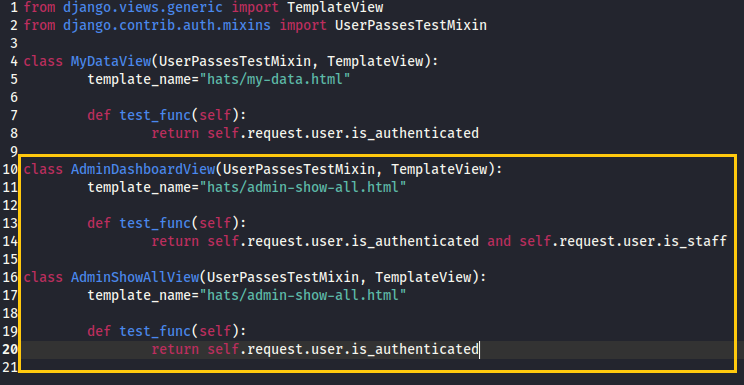 1 from django.views.generic import TemplateView
2 from django.contrib.auth.mixins import UserPassesTestMixin
3
4 class MyDataView(UserPassesTestMixin, TemplateView):
5         template_name="hats/my-data.html"
6
7         def test_func(self):
8                 return self.request.user.is_authenticated
9
10 class AdminDashboardView(UserPassesTestMixin, TemplateView):
11         template_name="hats/admin-show-all.html"
12
13         def test_func(self):
14                 return self.request.user.is_authenticated and self.request.user.is_staff
15
16 class AdminShowAllView(UserPassesTestMixin, TemplateView):
17         template_name="hats/admin-show-all.html"
18
19         def test_func(self):
20                 return self.request.user.is_authenticated
21